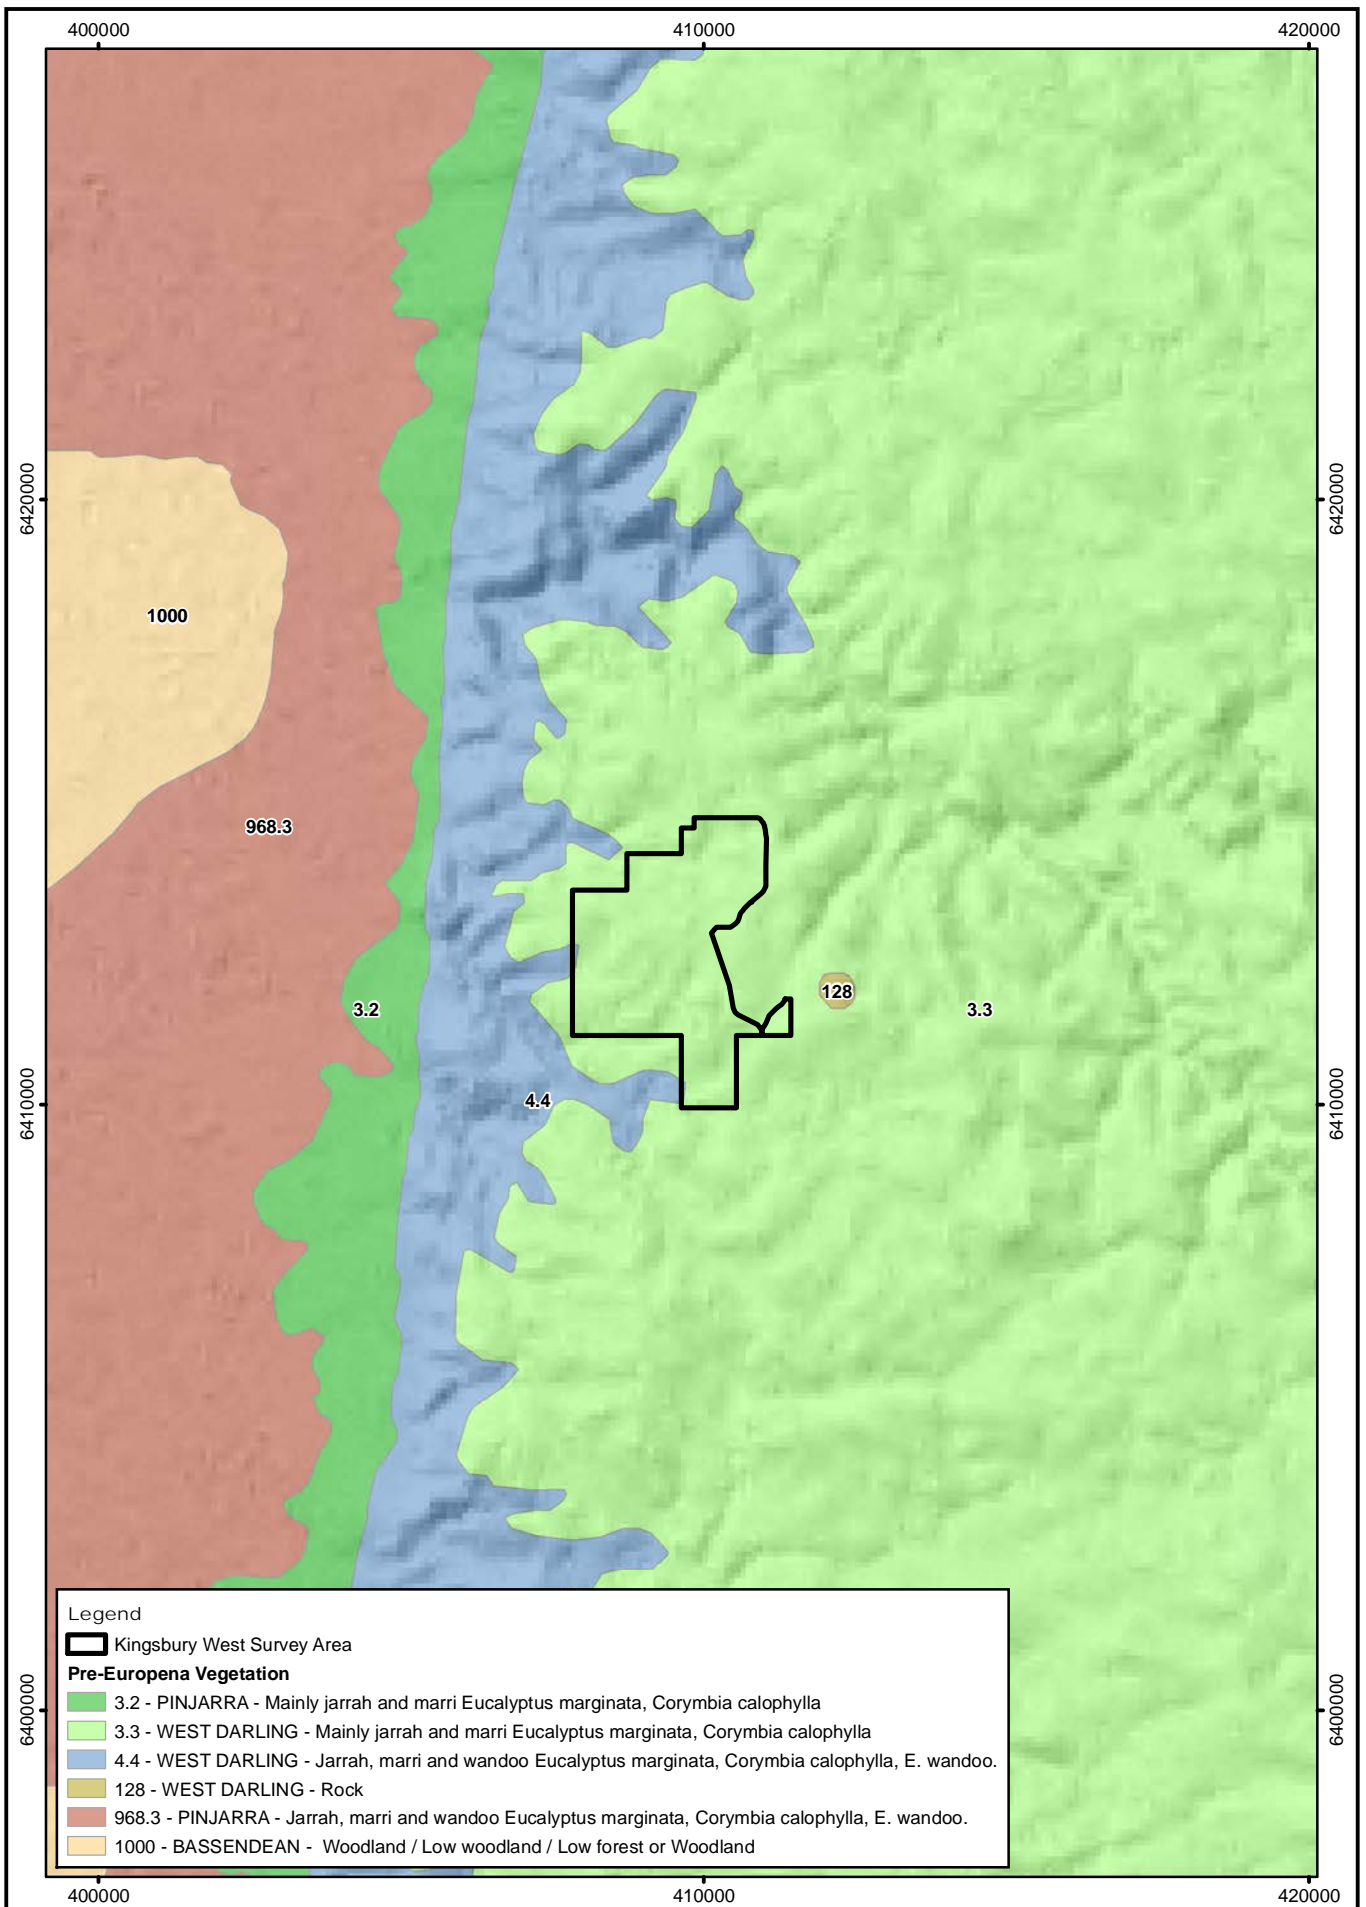 400000 410000 420000
6420000 6420000
1000
968.3
128
3.2 3.3
4.4
6410000 6410000
Legend
Kingsbury West Survey Area
Pre-Europena Vegetation
3.2 - PINJARRA - Mainly jarrah and marri Eucalyptus marginata, Corymbia calophylla
3.3 - WEST DARLING - Mainly jarrah and marri Eucalyptus marginata, Corymbia calophylla
4.4 - WEST DARLING - Jarrah, marri and wandoo Eucalyptus marginata, Corymbia calophylla, E. wandoo.
128 - WEST DARLING - Rock
968.3 - PINJARRA - Jarrah, marri and wandoo Eucalyptus marginata, Corymbia calophylla, E. wandoo.
1000 - BASSENDEAN -  Woodland / Low woodland / Low forest or Woodland
6400000 6400000
400000 410000 420000